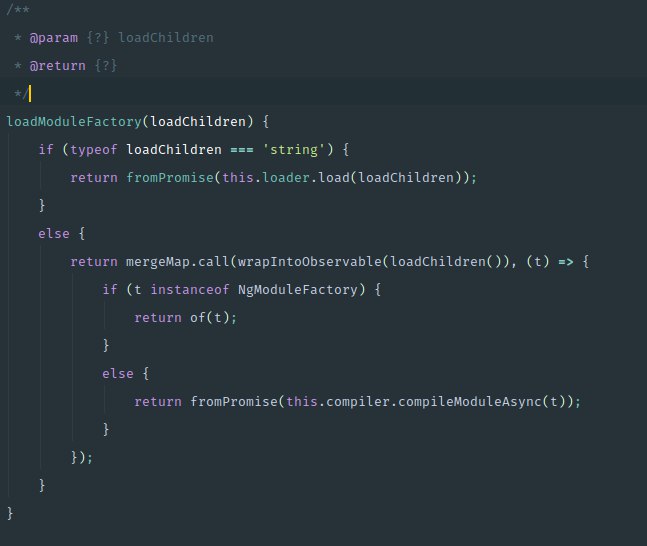 /**
 * @param {?} loadChildren
 * @return {?}
 */
loadModuleFactory(loadChildren) {
    if (typeof loadChildren === 'string') {
        return fromPromise(this.loader.load(loadChildren));
    }
    else {
        return mergeMap.call(wrapIntoObservable(loadChildren()), (t) => {
            if (t instanceof NgModuleFactory) {
                return of(t);
            }
            else {
                return fromPromise(this.compiler.compileModuleAsync(t));
            }
        });
    }
}